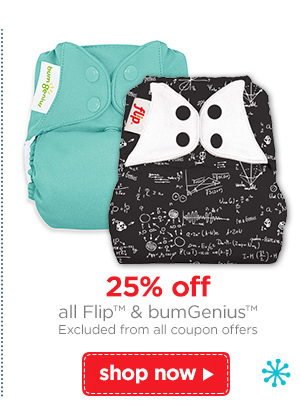 bumGenius
flip
25% off
all Flip™ & bumGenius™
Excluded from all coupon offers
shop now